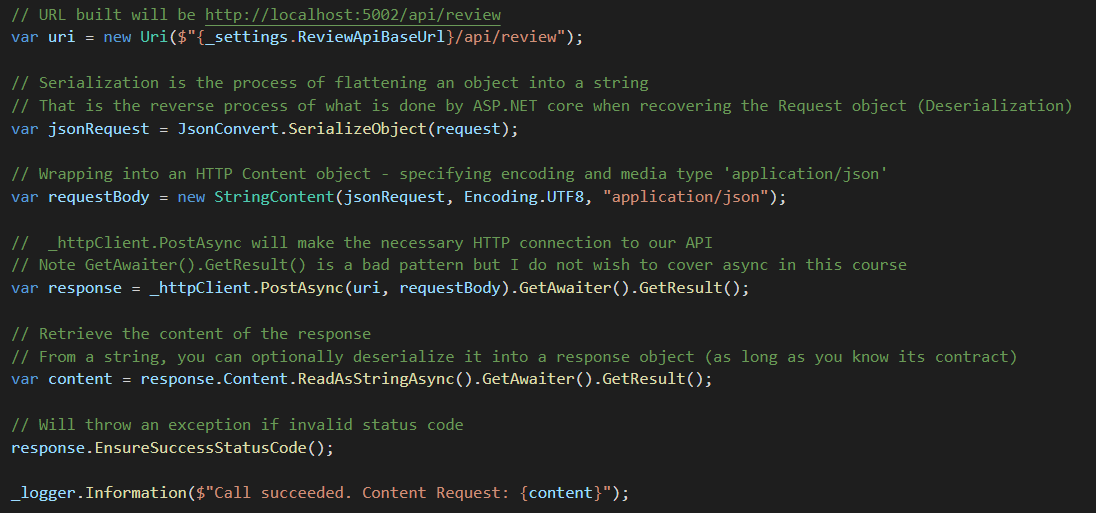 // URL built will be http://localhost:5002/api/review
var uri = new Uri($"{_settings.ReviewApiBaseUrl}/api/review");
// Serialization is the process of flattening an object into a string
// That is the reverse process of what is done by ASP.NET core when recovering the Request object (Deserialization)
var jsonRequest = JsonConvert.SerializeObject(request);
// Wrapping into an HTTP Content object - specifying encoding and media type 'application/json'
var requestBody = new StringContent(jsonRequest, Encoding.UTF8, "application/json");
//  _httpClient.PostAsync will make the necessary HTTP connection to our API
// Note GetAwaiter().GetResult() is a bad pattern but I do not wish to cover async in this course
var response = _httpClient.PostAsync(uri, requestBody).GetAwaiter().GetResult();
// Retrieve the content of the response
// From a string, you can optionally deserialize it into a response object (as long as you know its contract)
var content = response.Content.ReadAsStringAsync().GetAwaiter().GetResult();
// Will throw an exception if invalid status code
response.EnsureSuccessStatusCode();
_logger.Information($"Call succeeded. Content Request: {content}");